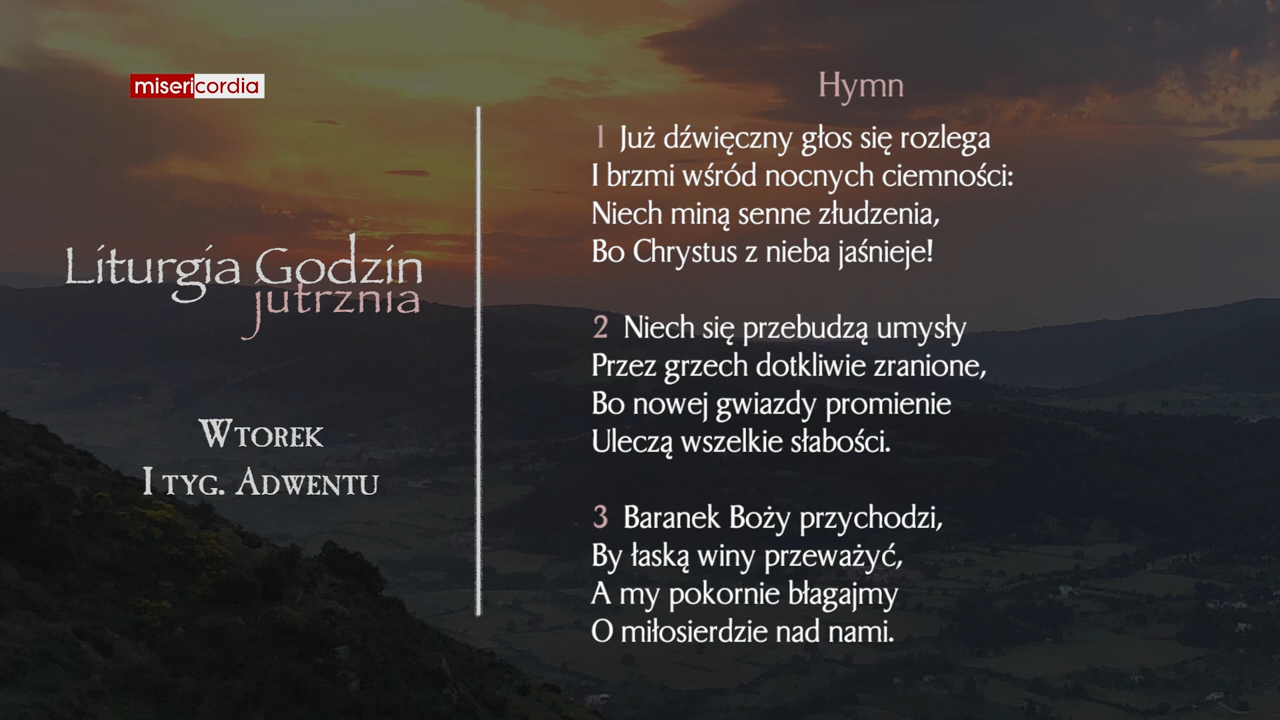 misericordia
Liturgia Godzin
jutrznia
Wtorek
I tyg. Adwentu
Hymn
1 Już dźwięczny głos się rozlega
I brzmi wśród nocnych ciemności:
Niech miną senne złudzenia,
Bo Chrystus z nieba jaśnieje!
2 Niech się przebudzą umysły
Przez grzech dotkliwie zranione,
Bo nowej gwiazdy promienie
Uleczą wszelkie słabości.
3 Baranek Boży przychodzi,
By łaską winy przeważyć,
A my pokornie błagajmy
O miłosierdzie nad nami.